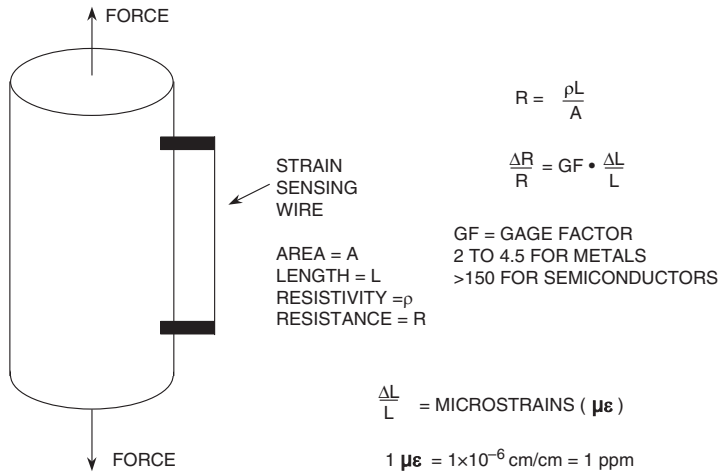 FORCE
R = ρL/A
ΔR/R = GF • ΔL/L
STRAIN
SENSING
WIRE
GF = GAGE FACTOR
2 TO 4.5 FOR METALS
>150 FOR SEMICONDUCTORS
AREA = A
LENGTH = L
RESISTIVITY =ρ
RESISTANCE = R
ΔL/L = MICROSTRAINS ( με )
FORCE
1 με = 1×10⁻⁶ cm/cm = 1 ppm